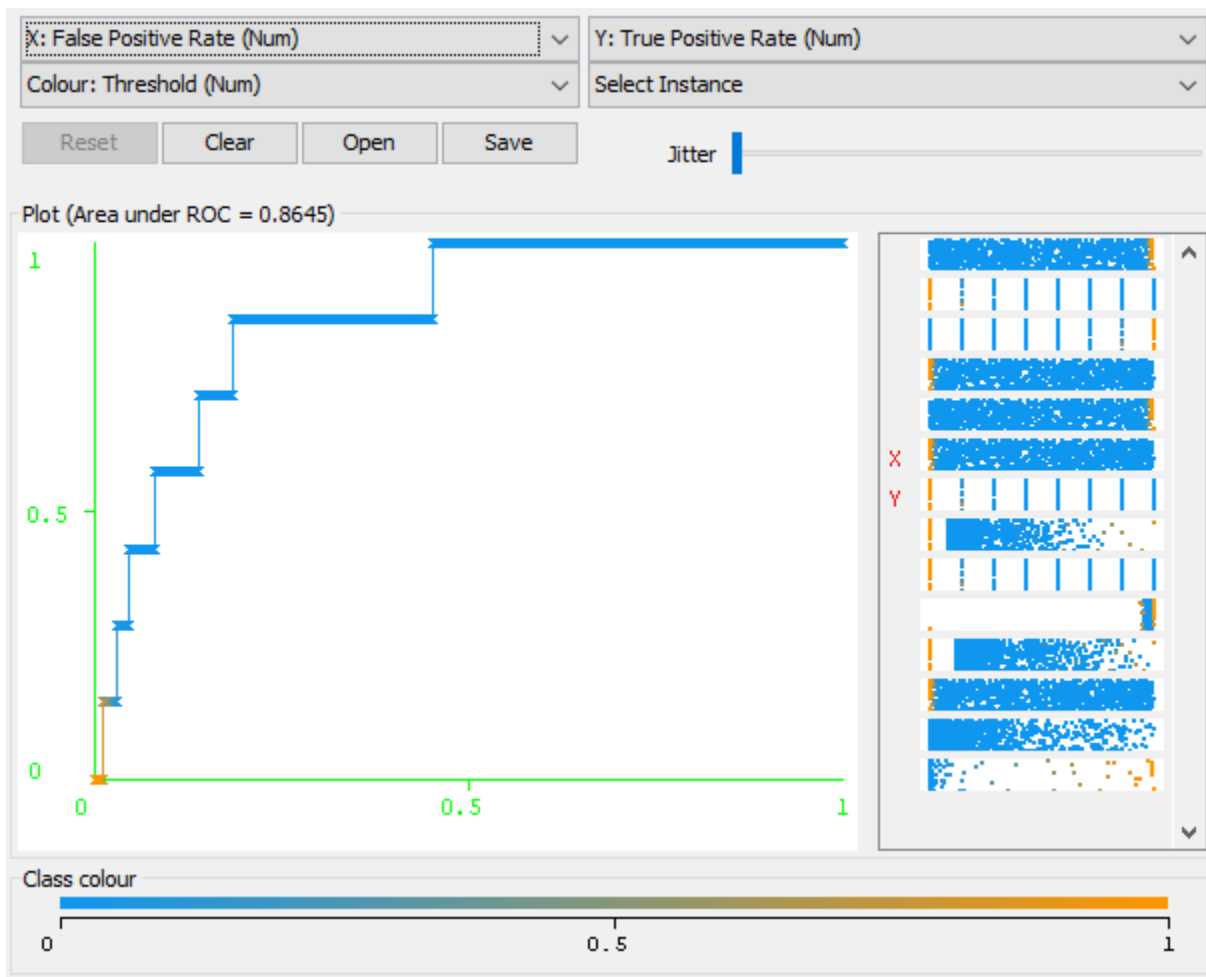 X: False Positive Rate (Num)
Y: True Positive Rate (Num)
Colour: Threshold (Num)
Select Instance
Reset
Clear
Open
Save
Jitter
Plot (Area under ROC = 0.8645)
1
0.5
0
0
0.5
1
X
Y
Class colour
0
0.5
1